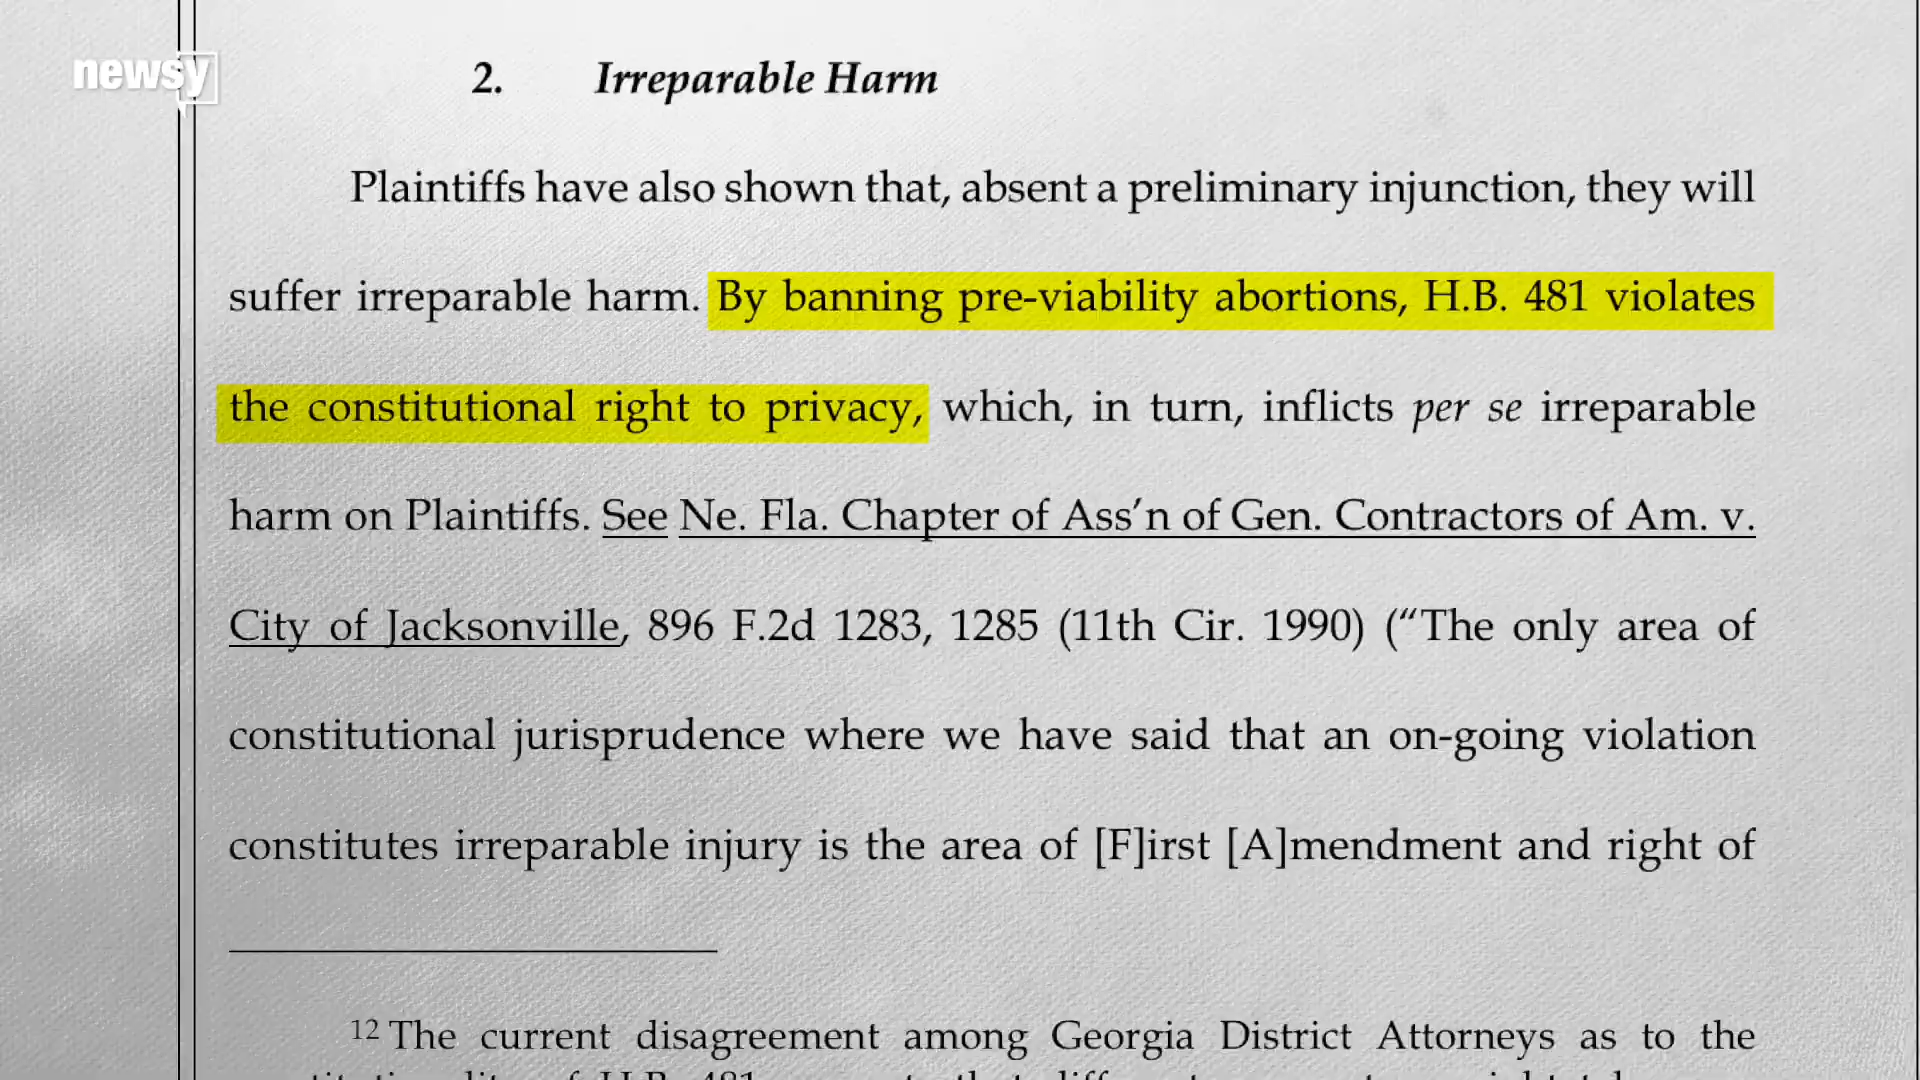 newsy
2. Irreparable Harm
Plaintiffs have also shown that, absent a preliminary injunction, they will
suffer irreparable harm. By banning pre-viability abortions, H.B. 481 violates
the constitutional right to privacy, which, in turn, inflicts per se irreparable
harm on Plaintiffs. See Ne. Fla. Chapter of Ass’n of Gen. Contractors of Am. v.
City of Jacksonville, 896 F.2d 1283, 1285 (11th Cir. 1990) (“The only area of
constitutional jurisprudence where we have said that an on-going violation
constitutes irreparable injury is the area of [F]irst [A]mendment and right of
12 The current disagreement among Georgia District Attorneys as to the